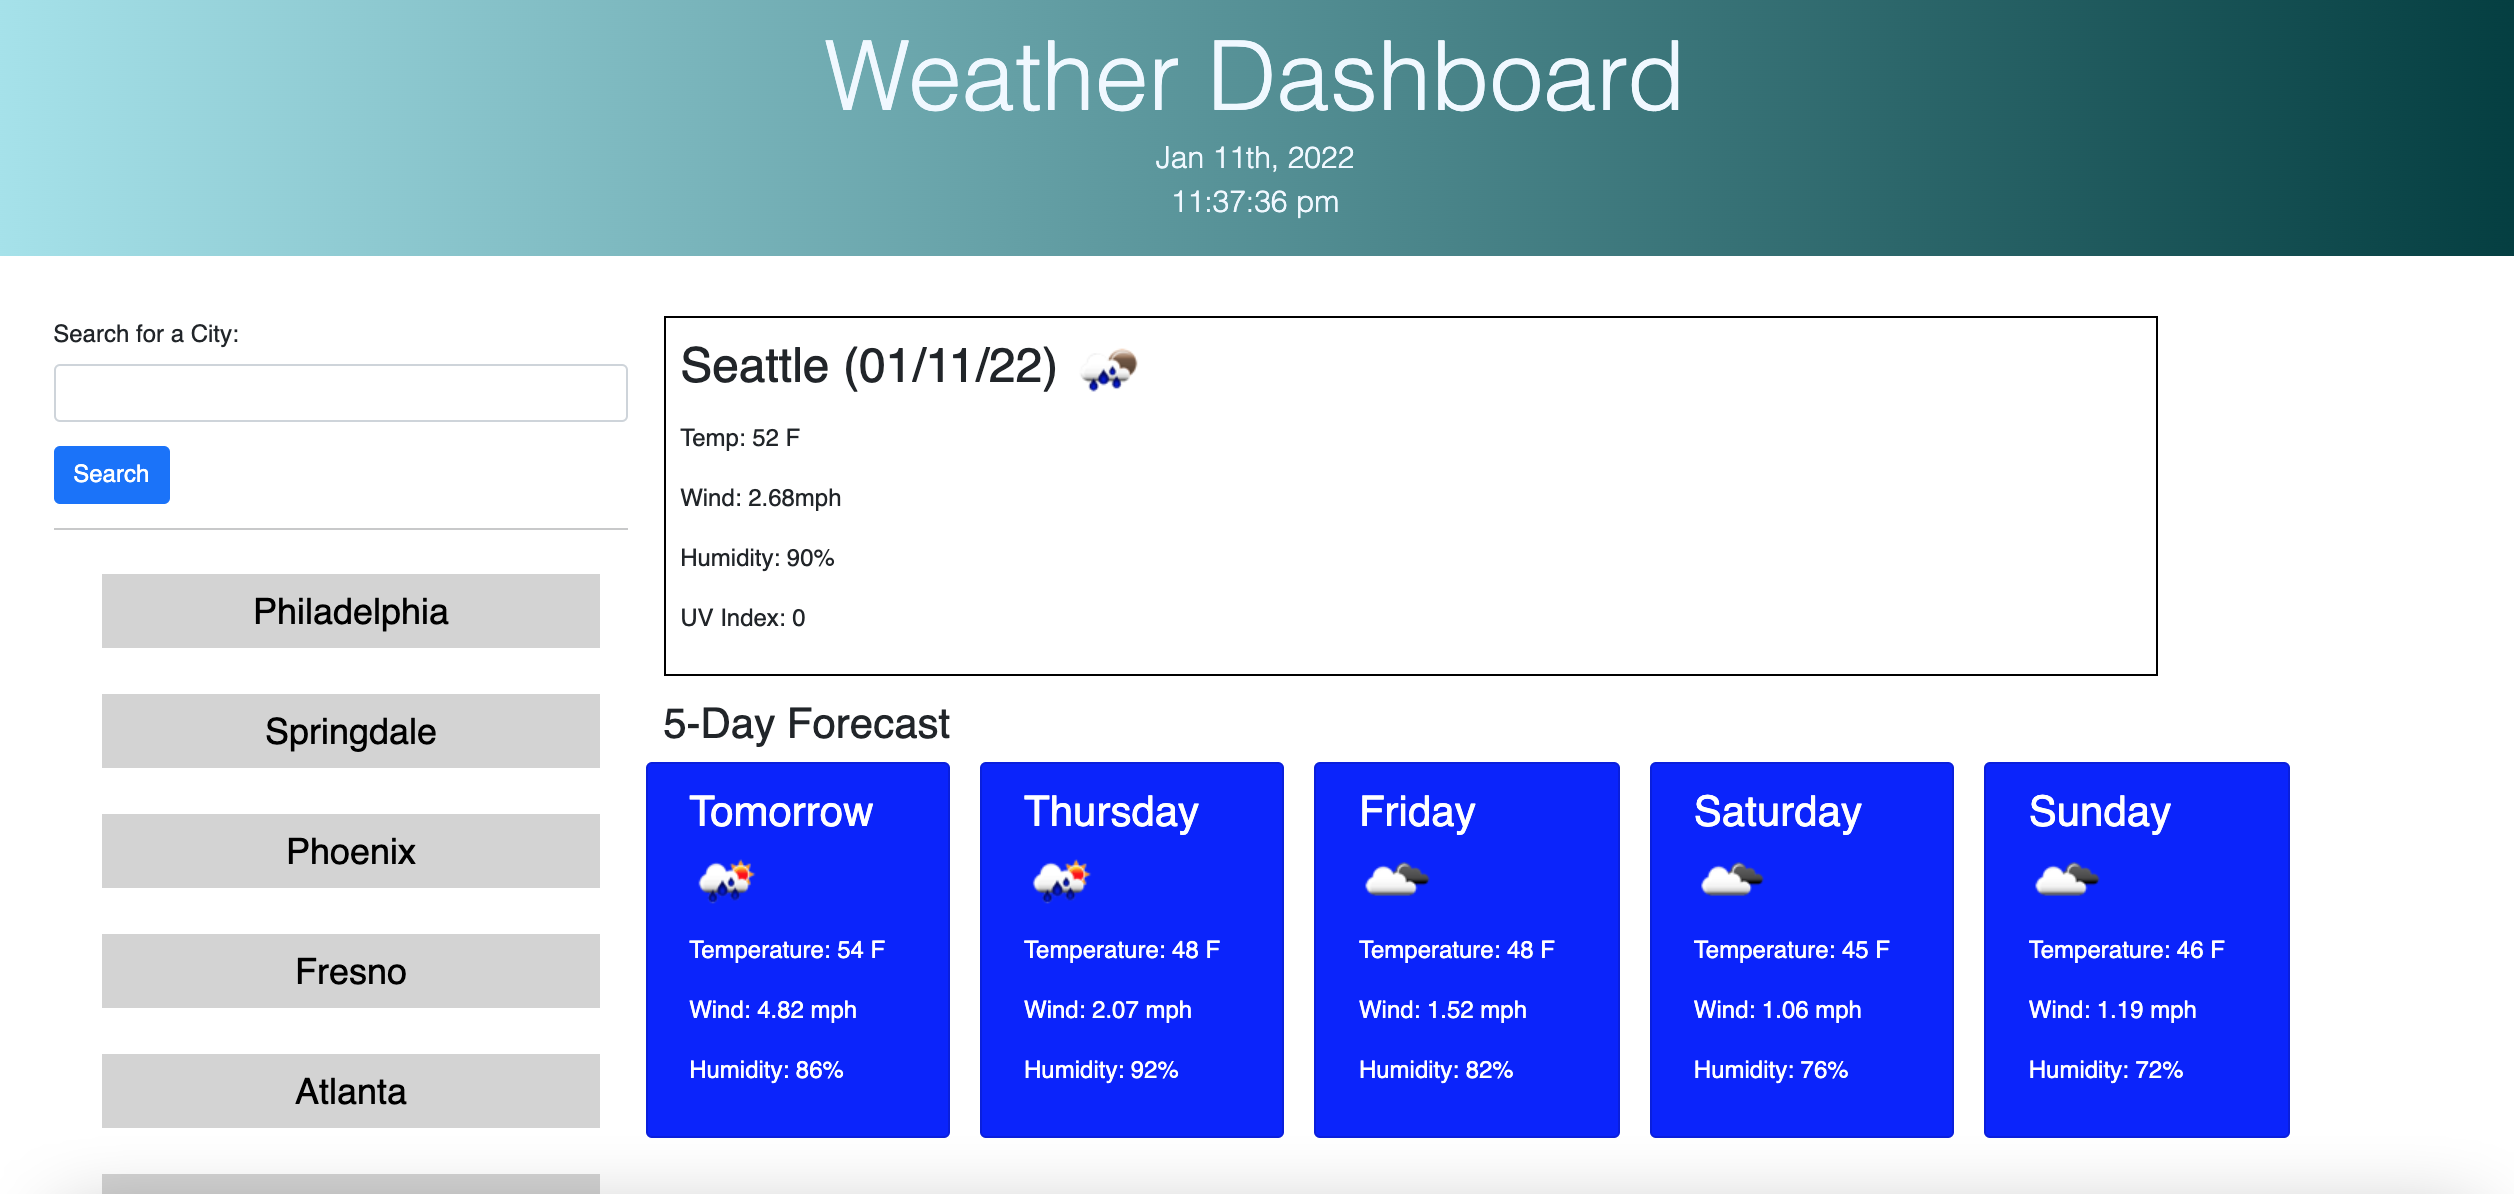 Weather Dashboard
Jan 11th, 2022
11:37:36 pm
Search for a City:
Search
Philadelphia
Springdale
Phoenix
Fresno
Atlanta
Seattle (01/11/22)
Temp: 52 F
Wind: 2.68mph
Humidity: 90%
UV Index: 0
5-Day Forecast
Tomorrow
Temperature: 54 F
Wind: 4.82 mph
Humidity: 86%
Thursday
Temperature: 48 F
Wind: 2.07 mph
Humidity: 92%
Friday
Temperature: 48 F
Wind: 1.52 mph
Humidity: 82%
Saturday
Temperature: 45 F
Wind: 1.06 mph
Humidity: 76%
Sunday
Temperature: 46 F
Wind: 1.19 mph
Humidity: 72%